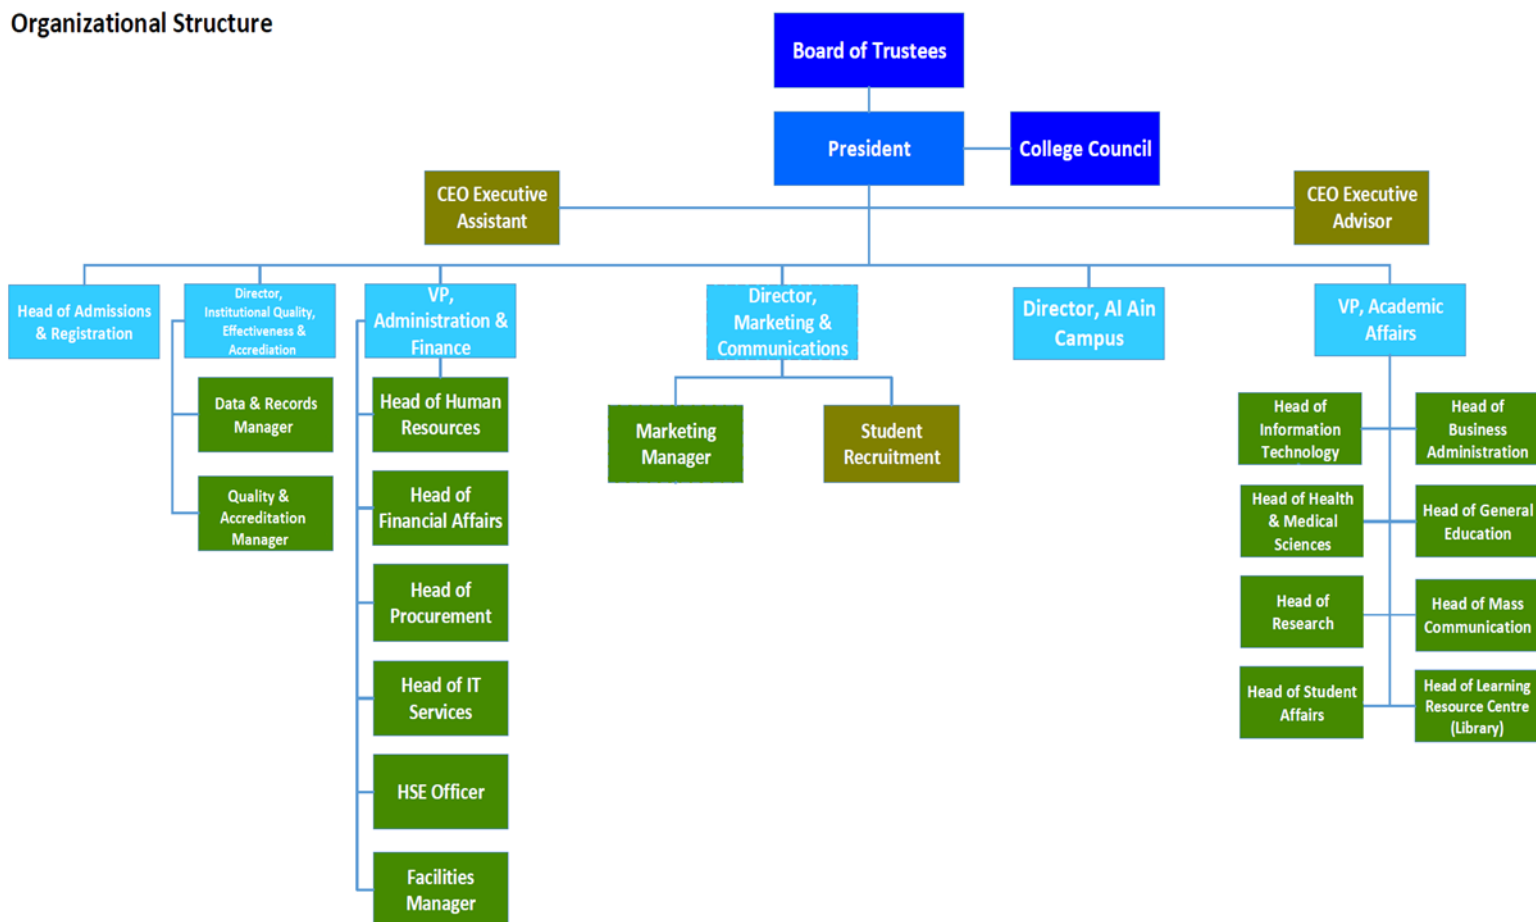 Organizational Structure
Board of Trustees
President
College Council
CEO Executive
Assistant
CEO Executive
Advisor
Head of Admissions
& Registration
Director,
Institutional Quality,
Effectiveness &
Accrediation
VP,
Administration &
Finance
Director,
Marketing &
Communications
Director, Al Ain
Campus
VP, Academic
Affairs
Data & Records
Manager
Quality &
Accreditation
Manager
Head of Human
Resources
Head of
Financial Affairs
Head of
Procurement
Head of IT
Services
HSE Officer
Facilities
Manager
Marketing
Manager
Student
Recruitment
Head of
Information
Technology
Head of
Business
Administration
Head of Health
& Medical
Sciences
Head of General
Education
Head of
Research
Head of Mass
Communication
Head of Student
Affairs
Head of Learning
Resource Centre
(Library)